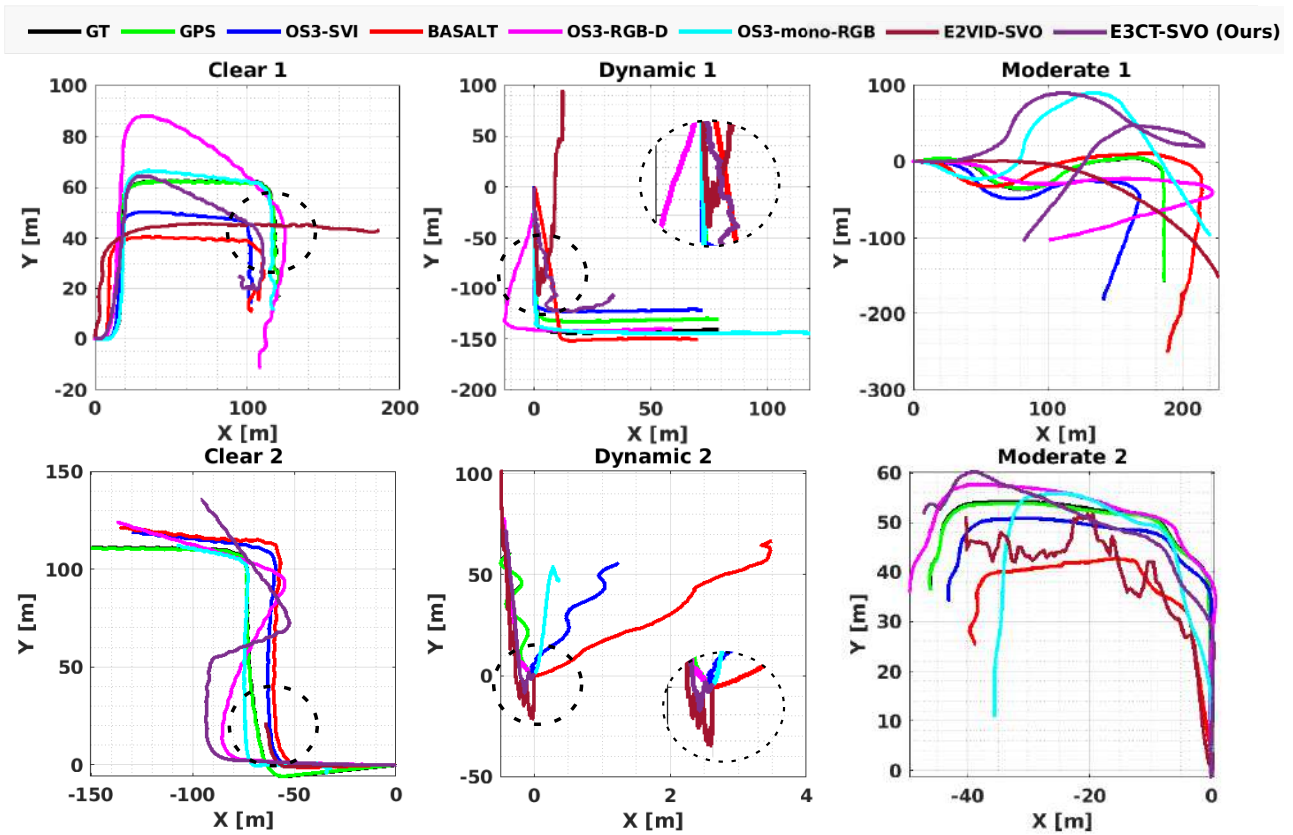 GT GPS OS3-SVI BASALT OS3-RGB-D OS3-mono-RGB E2VID-SVO E3CT-SVO (Ours)
Clear 1 Dynamic 1 Moderate 1
100 100 100
80
60 50
40 0 0
20 -50 -100
0 -100 -200
-150
-20 -200 -300
Y [m] Y [m] Y [m]
0 100 200 0 50 100 0 100 200
X [m] X [m] X [m]
Clear 2 Dynamic 2 Moderate 2
150 100 60
50
100 50 40
30
50 0 20
10
0 -50 0
Y [m] Y [m] Y [m]
-150 -100 -50 0 0 2 4 -40 -20 0
X [m] X [m] X [m]